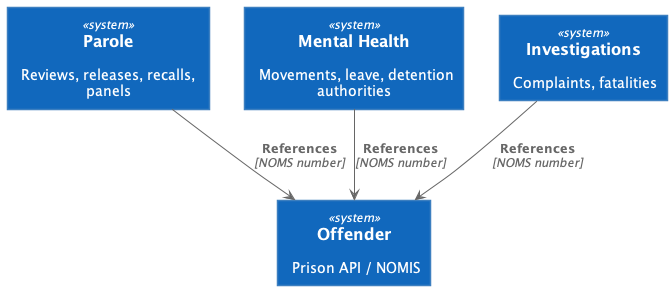 «system»
Parole
Reviews, releases, recalls,
panels
«system»
Mental Health
Movements, leave, detention
authorities
«system»
Investigations
Complaints, fatalities
References
[NOMS number]
References
[NOMS number]
References
[NOMS number]
«system»
Offender
Prison API / NOMIS